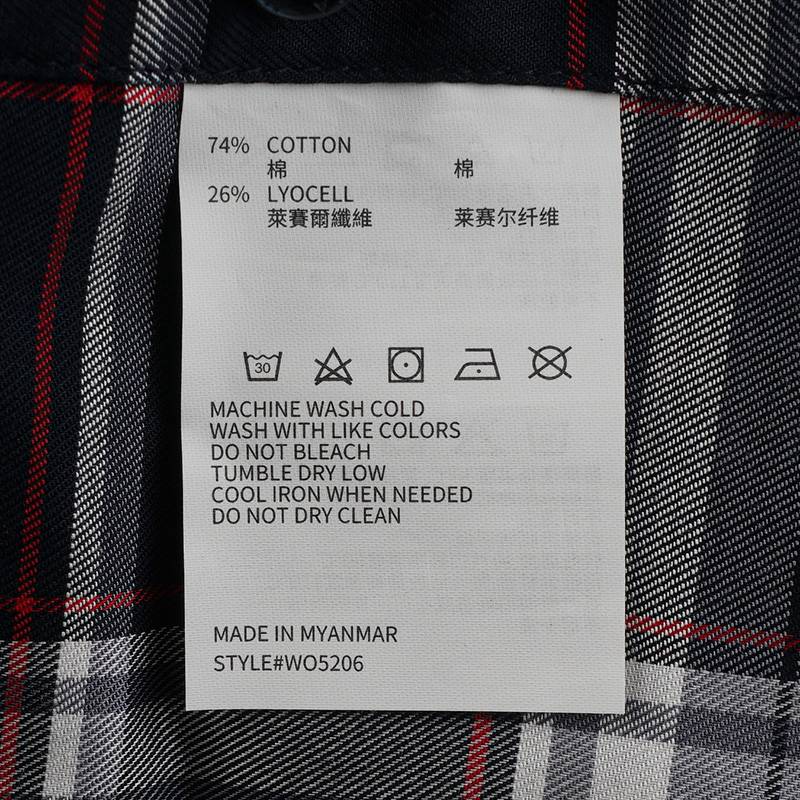 74% COTTON
棉 棉
26% LYOCELL
萊賽爾纖維 莱赛尔纤维
30
MACHINE WASH COLD
WASH WITH LIKE COLORS
DO NOT BLEACH
TUMBLE DRY LOW
COOL IRON WHEN NEEDED
DO NOT DRY CLEAN
MADE IN MYANMAR
STYLE#WO5206